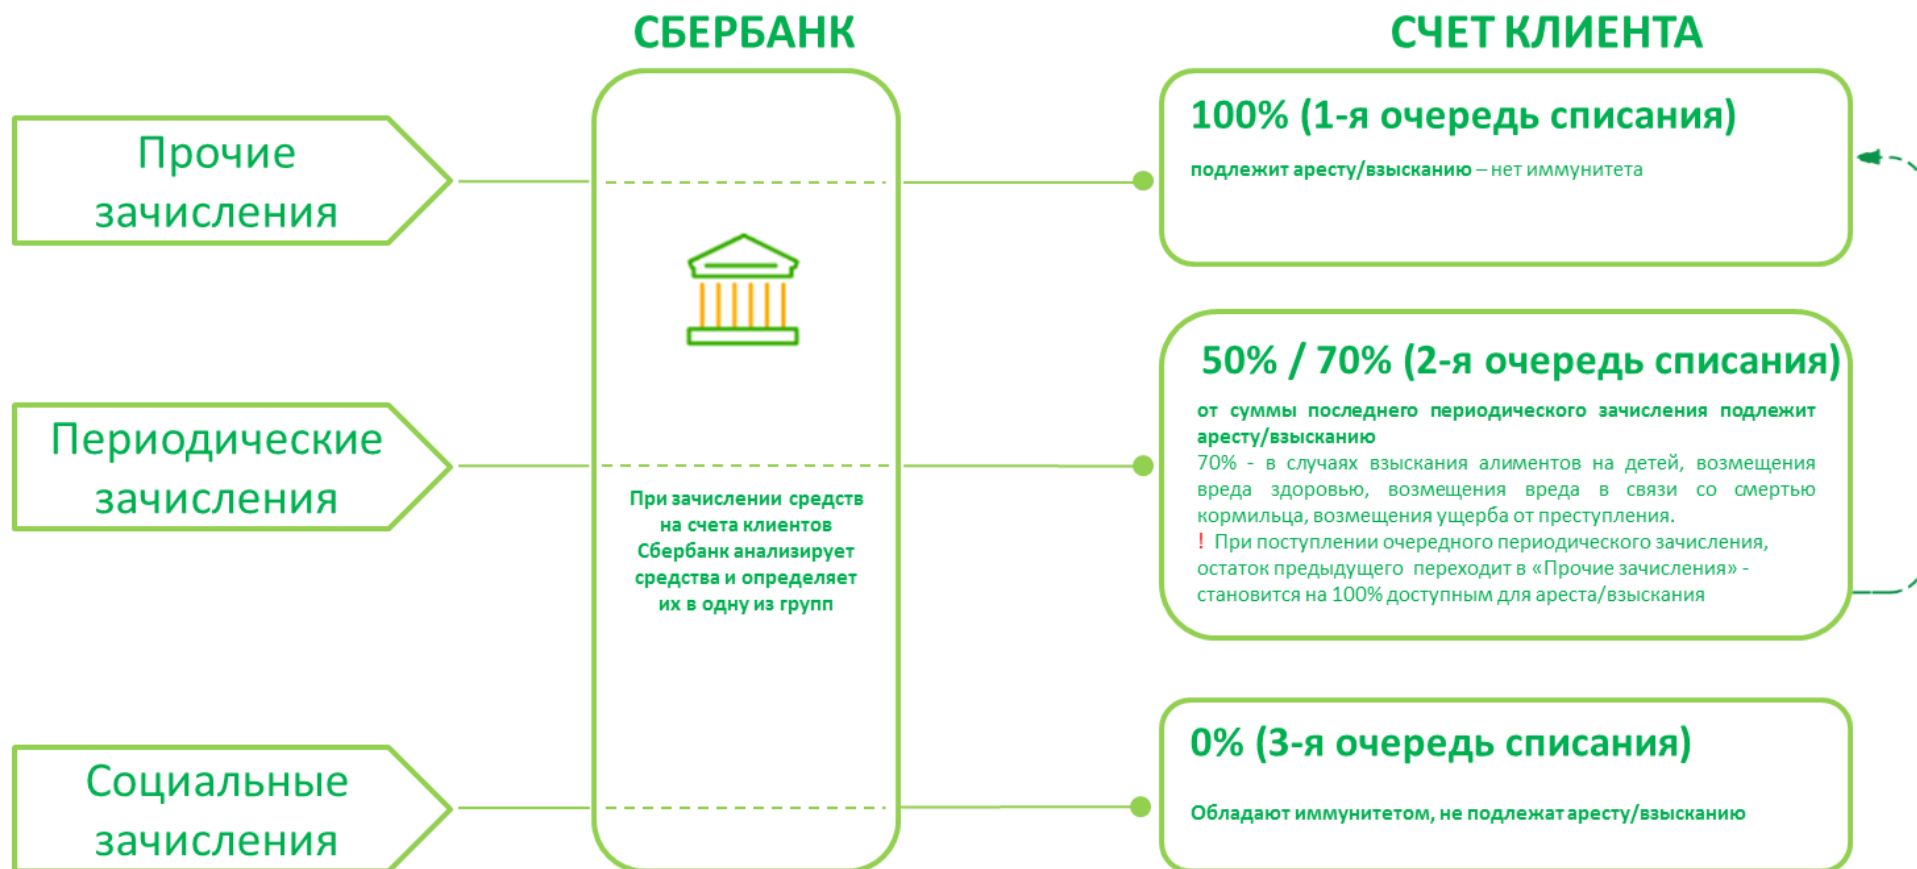 СБЕРБАНК
СЧЕТ КЛИЕНТА
Прочие
зачисления
100% (1-я очередь списания)
подлежит аресту/взысканию – нет иммунитета
Периодические
зачисления
При зачислении средств
на счета клиентов
Сбербанк анализирует
средства и определяет
их в одну из групп
50% / 70% (2-я очередь списания)
от суммы последнего периодического зачисления подлежит
аресту/взысканию
70% - в случаях взыскания алиментов на детей, возмещения
вреда здоровью, возмещения вреда в связи со смертью
кормильца, возмещения ущерба от преступления.
! При поступлении очередного периодического зачисления,
остаток предыдущего переходит в «Прочие зачисления» -
становится на 100% доступным для ареста/взыскания
Социальные
зачисления
0% (3-я очередь списания)
Обладают иммунитетом, не подлежат аресту/взысканию